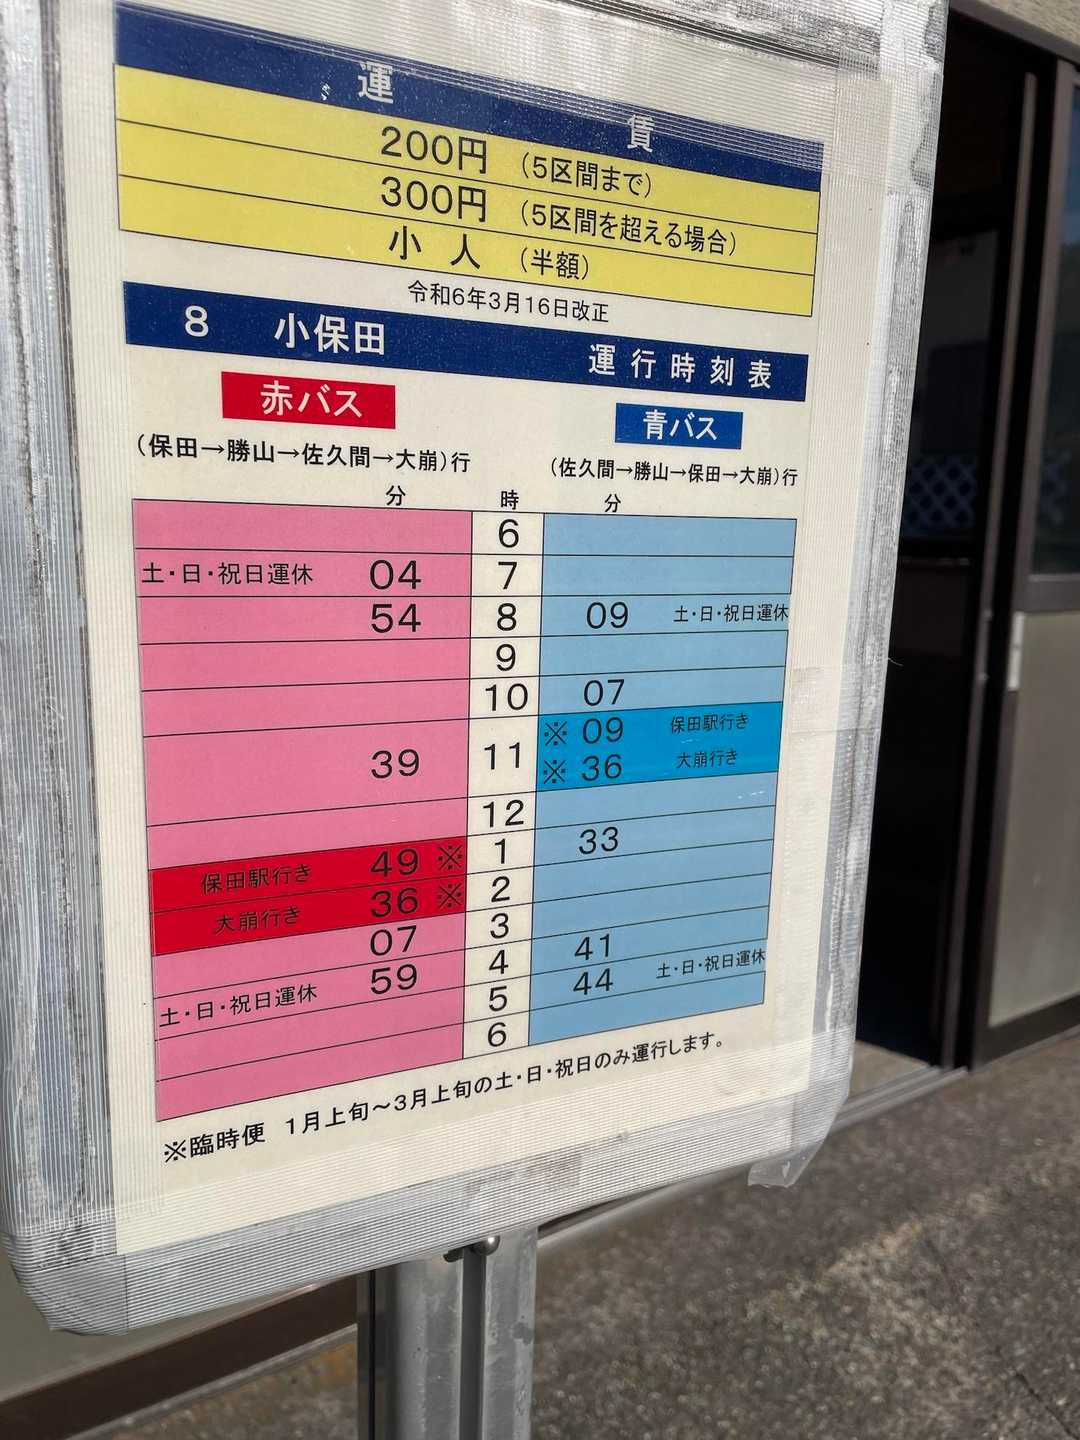 運賃
200円 (5区間まで)
300円 (5区間を超える場合)
小人 (半額)
令和6年3月16日改正
8 小保田 運行時刻表
赤バス 青バス
(保田→勝山→佐久間→大崩)行 (佐久間→勝山→保田→大崩)行
分 時 分
6
土・日・祝日運休 04 7
54 8 09 土・日・祝日運休
9
10 07
39 11 ※ 09 保田駅行き
※ 36 大崩行き
12
保田駅行き 49 ※ 1 33
大崩行き 36 ※ 2
07 3
土・日・祝日運休 59 4 41
5 44 土・日・祝日運休
6
※臨時便 1月上旬～3月上旬の土・日・祝日のみ運行します。